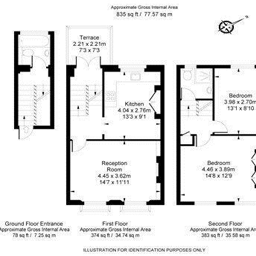 Approximate Gross Internal Area
835 sq ft / 77.57 sq m
Terrace
2.21 x 2.21m
7'3 x 7'3
Kitchen
4.04 x 2.76m
13'3 x 9'1
Bedroom
3.98 x 2.70m
13'1 x 8'10
Reception
Room
4.45 x 3.62m
14'7 x 11'11
Bedroom
4.46 x 3.89m
14'8 x 12'9
Ground Floor Entrance
Approximate Gross Internal Area
78 sq ft / 7.25 sq m
First Floor
Approximate Gross Internal Area
374 sq ft / 34.74 sq m
Second Floor
Approximate Gross Internal Area
383 sq ft / 35.58 sq m
ILLUSTRATION FOR IDENTIFICATION PURPOSES ONLY